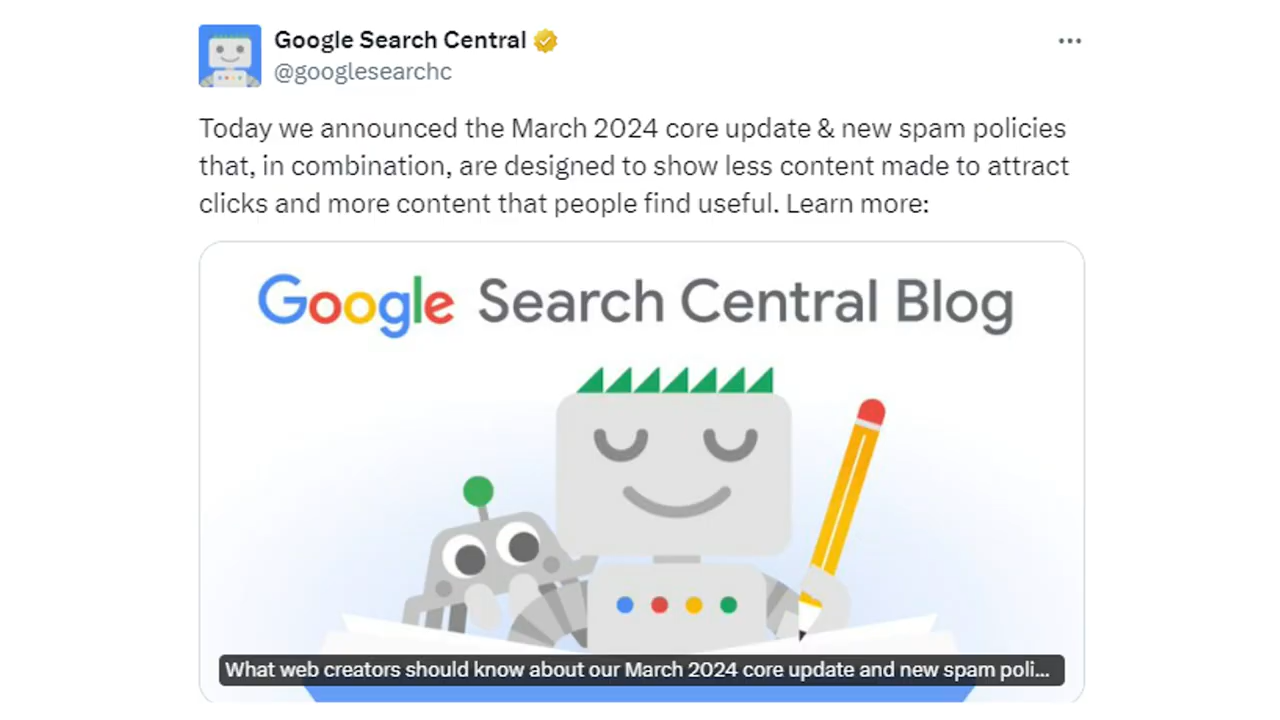 Google Search Central
@googlesearchc
Today we announced the March 2024 core update & new spam policies
that, in combination, are designed to show less content made to attract
clicks and more content that people find useful. Learn more:
Google Search Central Blog
What web creators should know about our March 2024 core update and new spam poli...